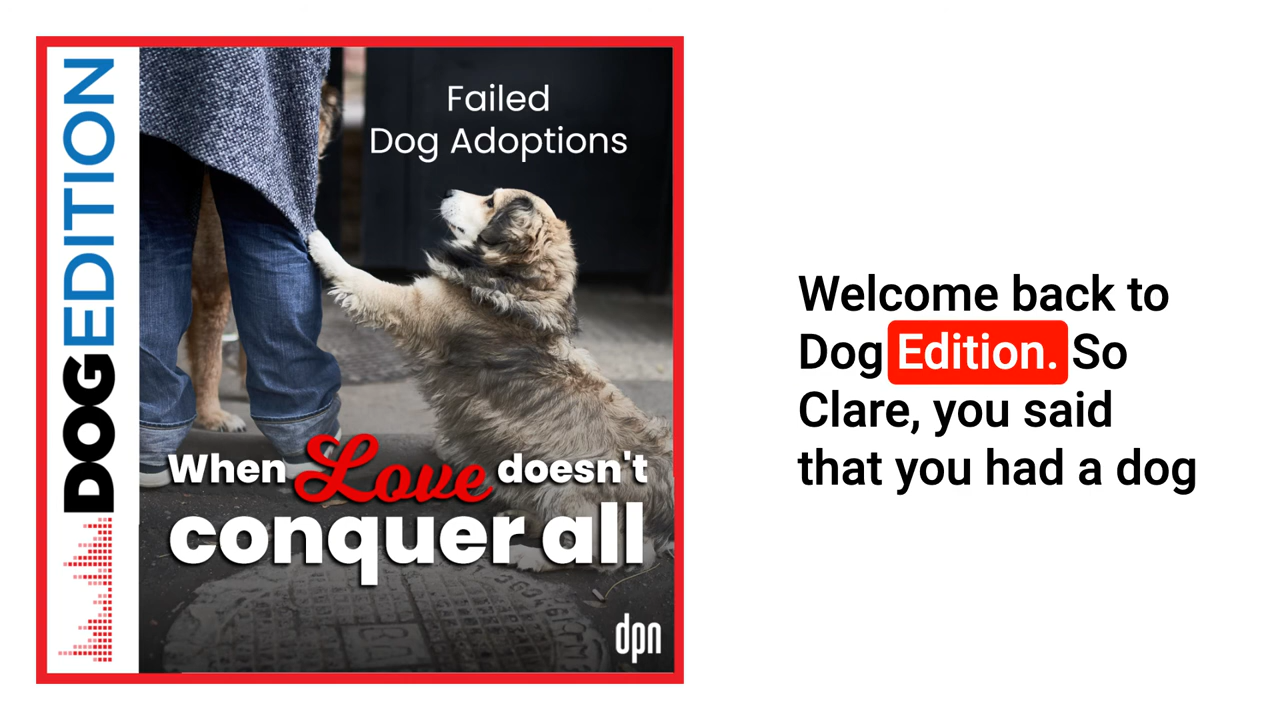 DOGEDITION
Failed
Dog Adoptions
When Love doesn't
conquer all
dpn
Welcome back to
Dog Edition. So
Clare, you said
that you had a dog